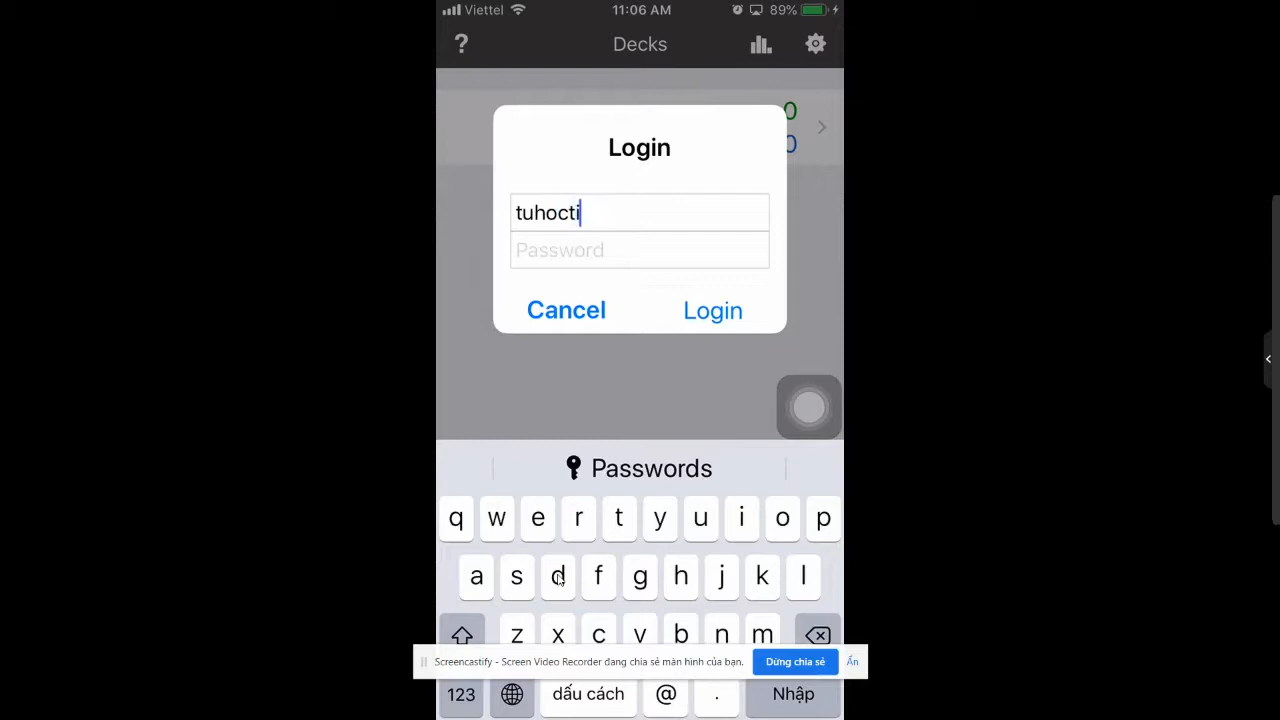 Viettel 11:06 AM 89%
? Decks
0
0
Login
tuhocti
Password
Cancel Login
Passwords
q w e r t y u i o p
a s d f g h j k l
z x c v b n m
Screencastify - Screen Video Recorder đang chia sẻ màn hình của bạn. Dừng chia sẻ Ẩn
123 dấu cách @ . Nhập